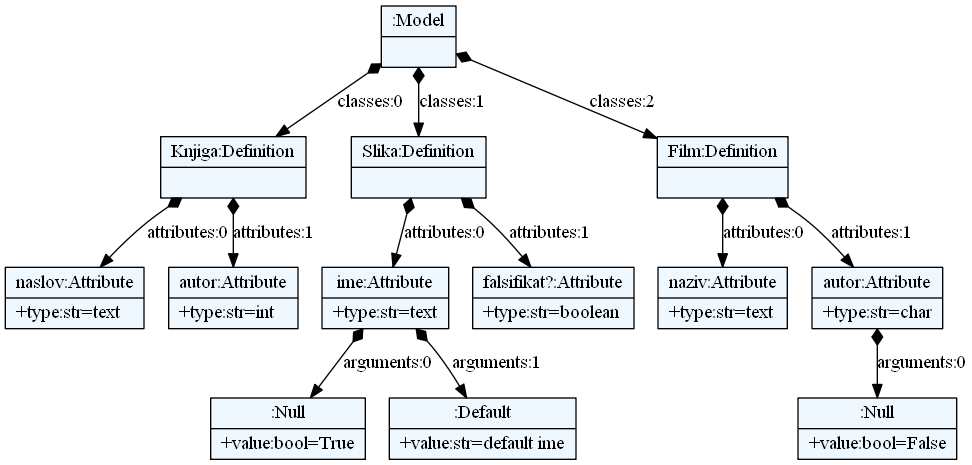 :Model
classes:0
classes:1
classes:2
Knjiga:Definition
Slika:Definition
Film:Definition
attributes:0
attributes:1
attributes:0
attributes:1
attributes:0
attributes:1
naslov:Attribute
+type:str=text
autor:Attribute
+type:str=int
ime:Attribute
+type:str=text
falsifikat?:Attribute
+type:str=boolean
naziv:Attribute
+type:str=text
autor:Attribute
+type:str=char
arguments:0
arguments:1
arguments:0
:Null
+value:bool=True
:Default
+value:str=default ime
:Null
+value:bool=False